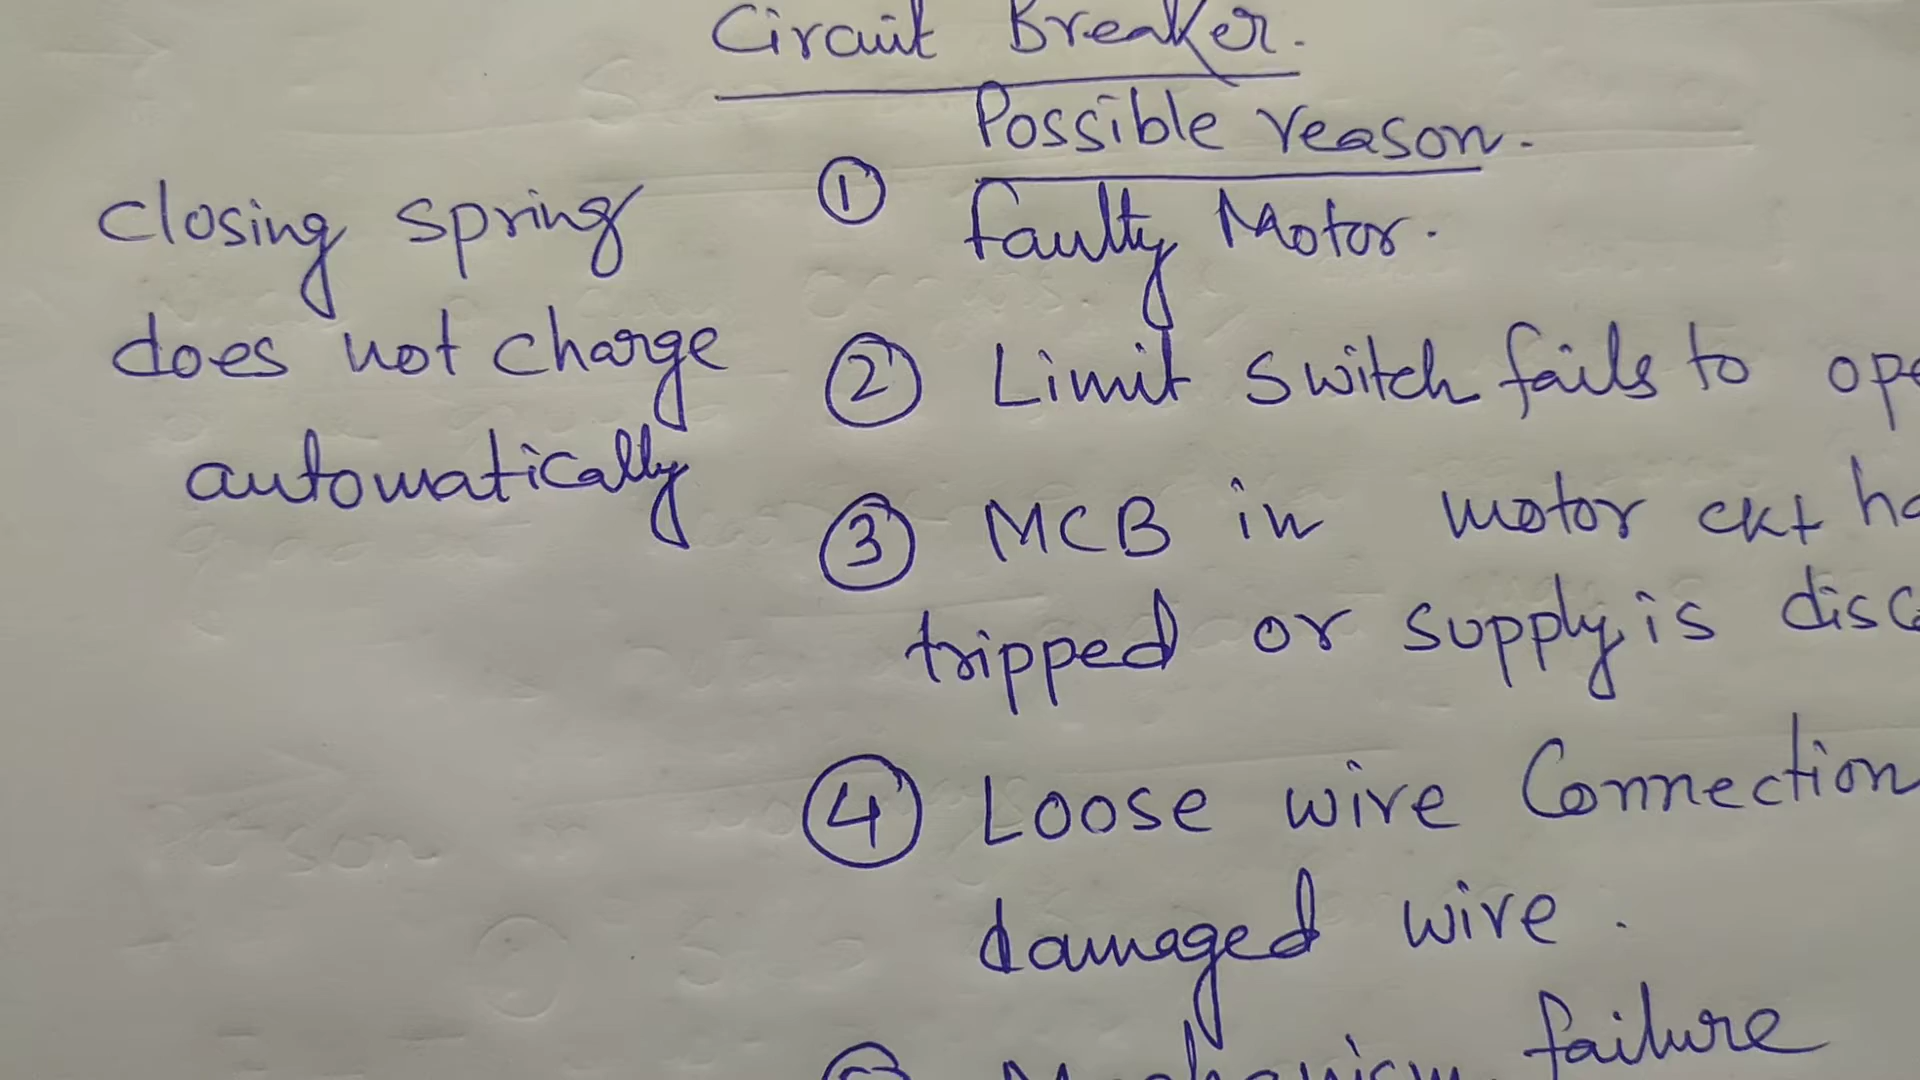 Circuit Breaker.
Possible reason.
closing spring
does not charge
automatically
① faulty Motor.
② Limit switch fails to
③ MCB in motor ckt
tripped or supply is
④ Loose wire Connection
damaged wire.
Mechanism failure